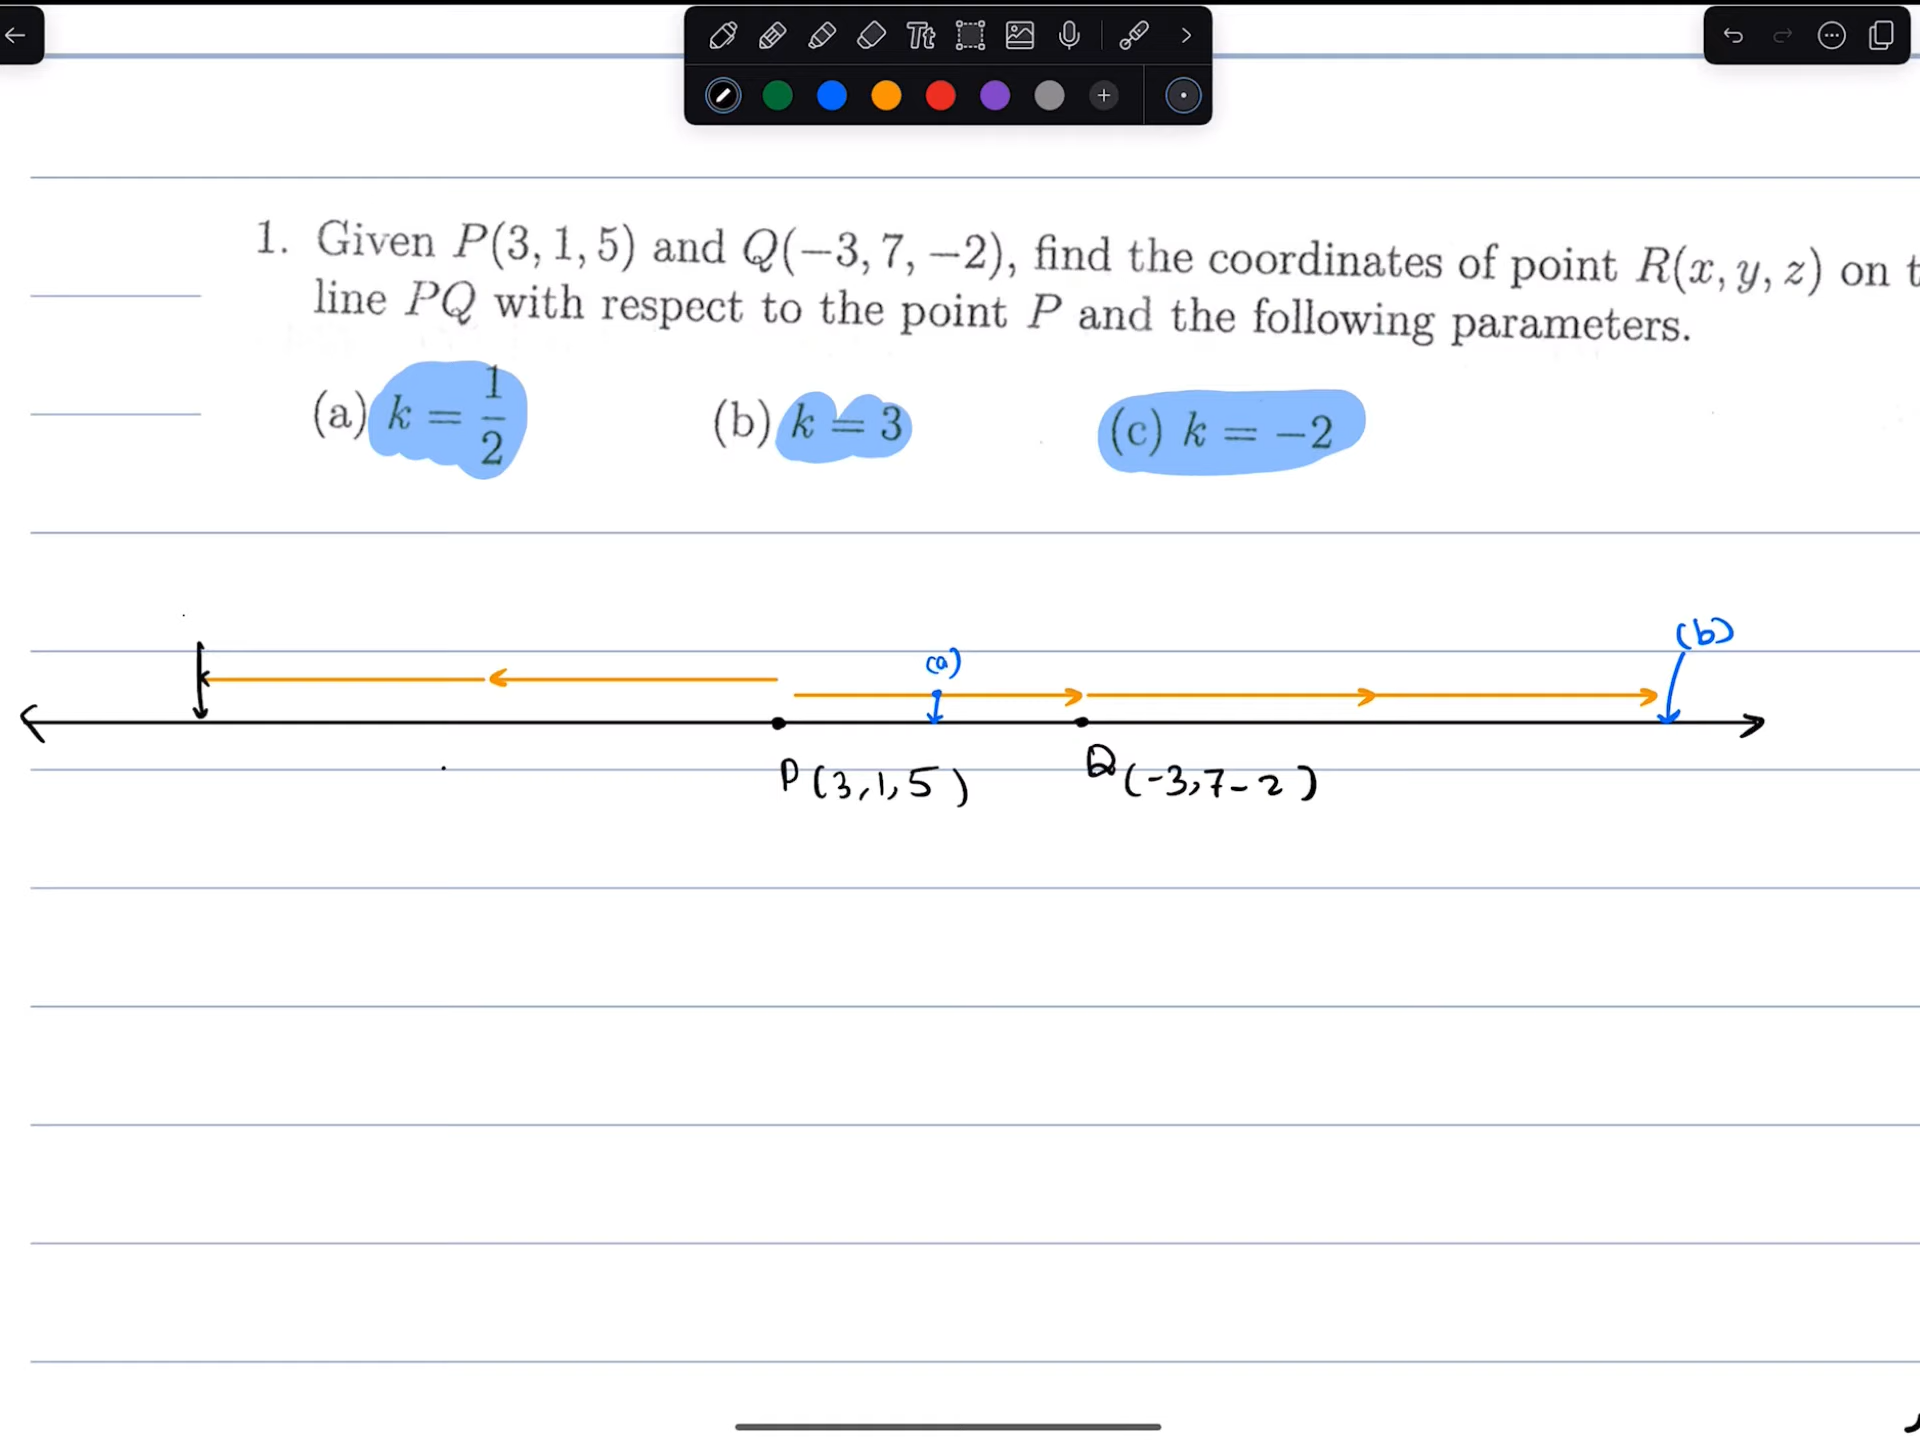 Tt
1. Given P(3, 1, 5) and Q(−3, 7, −2), find the coordinates of point R(x, y, z) on t
line PQ with respect to the point P and the following parameters.
(a) k = 1/2 (b) k = 3 (c) k = −2
(b)
(a)
P(3,1,5) Q(-3,7-2)